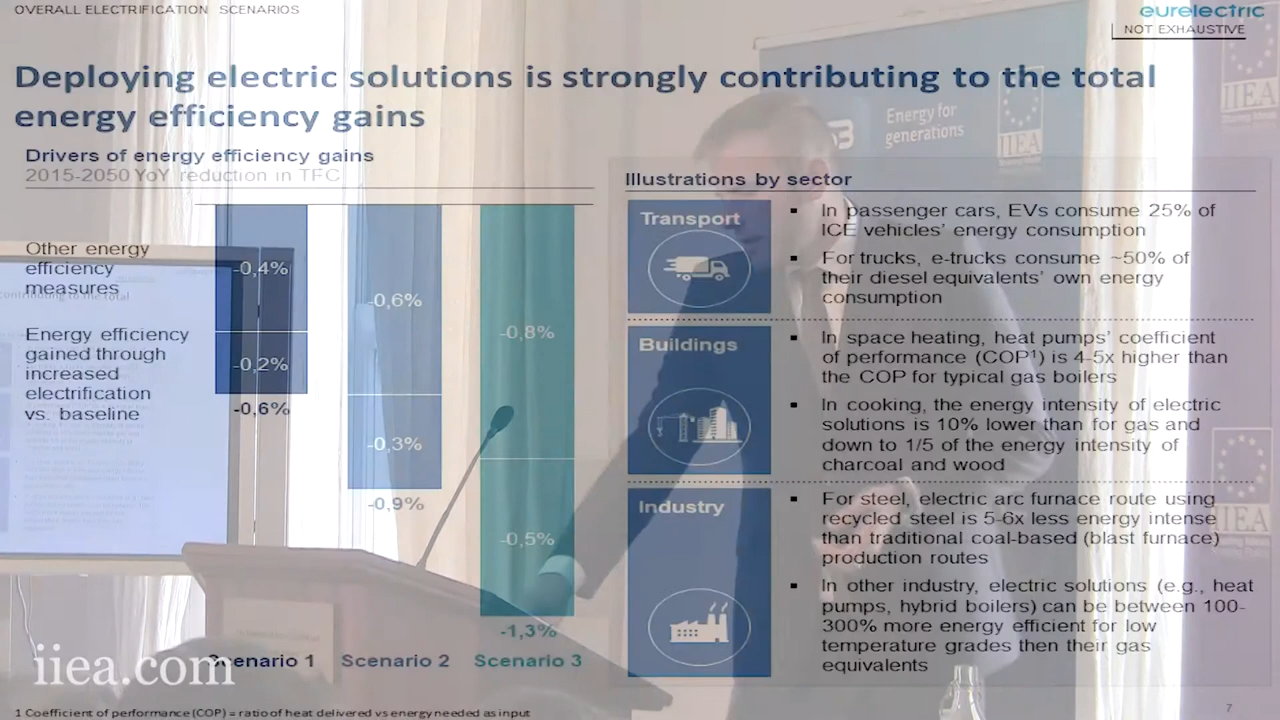 OVERALL ELECTRIFICATION SCENARIOS
eurelectric
NOT EXHAUSTIVE
Deploying electric solutions is strongly contributing to the total
energy efficiency gains
Drivers of energy efficiency gains
2015-2050 YoY reduction in TFC
Other energy
efficiency
measures
Energy efficiency
gained through
increased
electrification
vs. baseline
-0,4%
-0,2%
-0,6%
-0,6%
-0,3%
-0,9%
-0,8%
-0,5%
-1,3%
Scenario 1 Scenario 2 Scenario 3
Illustrations by sector
Transport
▪ In passenger cars, EVs consume 25% of
ICE vehicles' energy consumption
▪ For trucks, e-trucks consume ~50% of
their diesel equivalents' own energy
consumption
Buildings
▪ In space heating, heat pumps' coefficient
of performance (COP¹) is 4-5x higher than
the COP for typical gas boilers
▪ In cooking, the energy intensity of electric
solutions is 10% lower than for gas and
down to 1/5 of the energy intensity of
charcoal and wood
Industry
▪ For steel, electric arc furnace route using
recycled steel is 5-6x less energy intense
than traditional coal-based (blast furnace)
production routes
▪ In other industry, electric solutions (e.g., heat
pumps, hybrid boilers) can be between 100-
300% more energy efficient for low
temperature grades then their gas
equivalents
1 Coefficient of performance (COP) = ratio of heat delivered vs energy needed as input
7
iiea.com
Energy for
generations
IIEA
IIEA
IIEA
contributing to the total